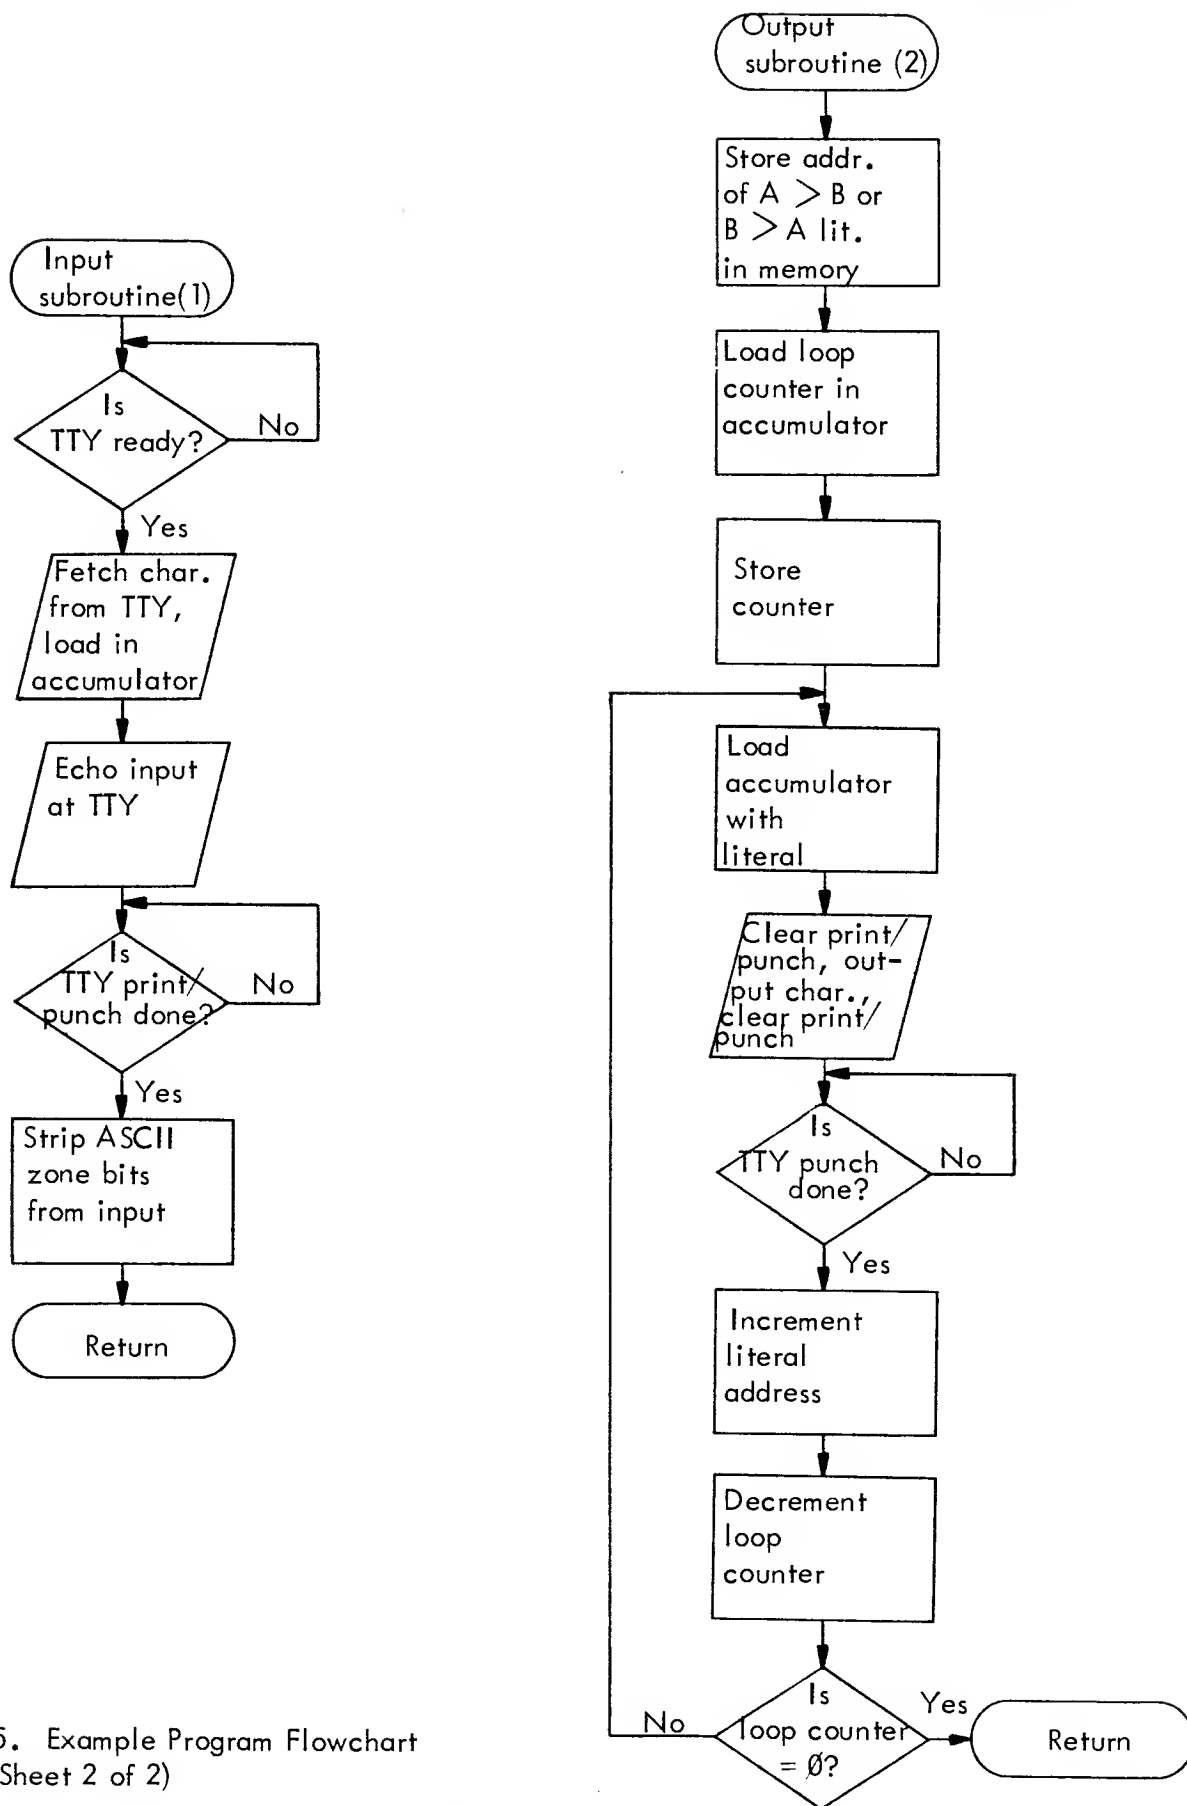 Input
subroutine(1)
Is
TTY ready?
No
Yes
Fetch char.
from TTY,
load in
accumulator
Echo input
at TTY
Is
TTY print/
punch done?
No
Yes
Strip ASCII
zone bits
from input
Return
Output
subroutine (2)
Store addr.
of A > B or
B > A lit.
in memory
Load loop
counter in
accumulator
Store
counter
Load
accumulator
with
literal
Clear print/
punch, out-
put char.,
clear print/
punch
Is
TTY punch
done?
No
Yes
Increment
literal
address
Decrement
loop
counter
Is
loop counter
= Ø?
No
Yes
Return
5. Example Program Flowchart
Sheet 2 of 2)